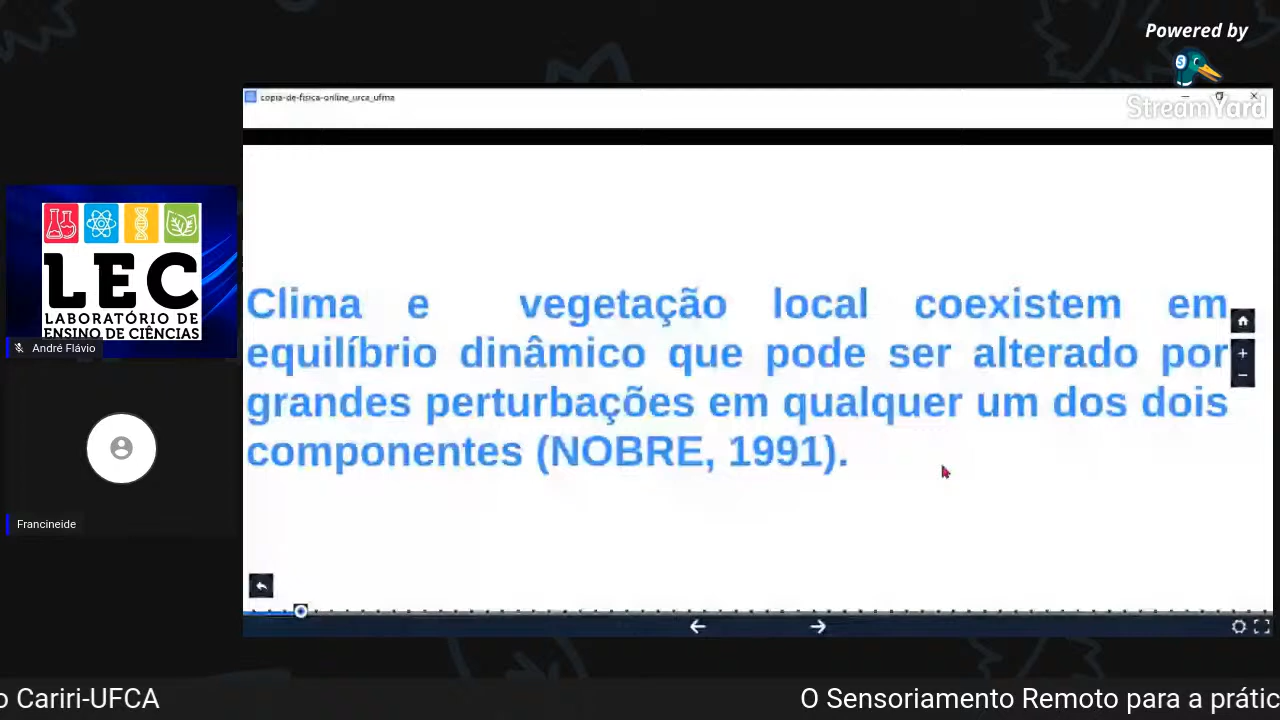 Powered by
StreamYard
copia-de-fisica-online_urca_ufma
LEC
LABORATÓRIO DE
ENSINO DE CIÊNCIAS
André Flávio
Francineide
Clima e vegetação local coexistem em
equilíbrio dinâmico que pode ser alterado por
grandes perturbações em qualquer um dos dois
componentes (NOBRE, 1991).
o Cariri-UFCA
O Sensoriamento Remoto para a prátic